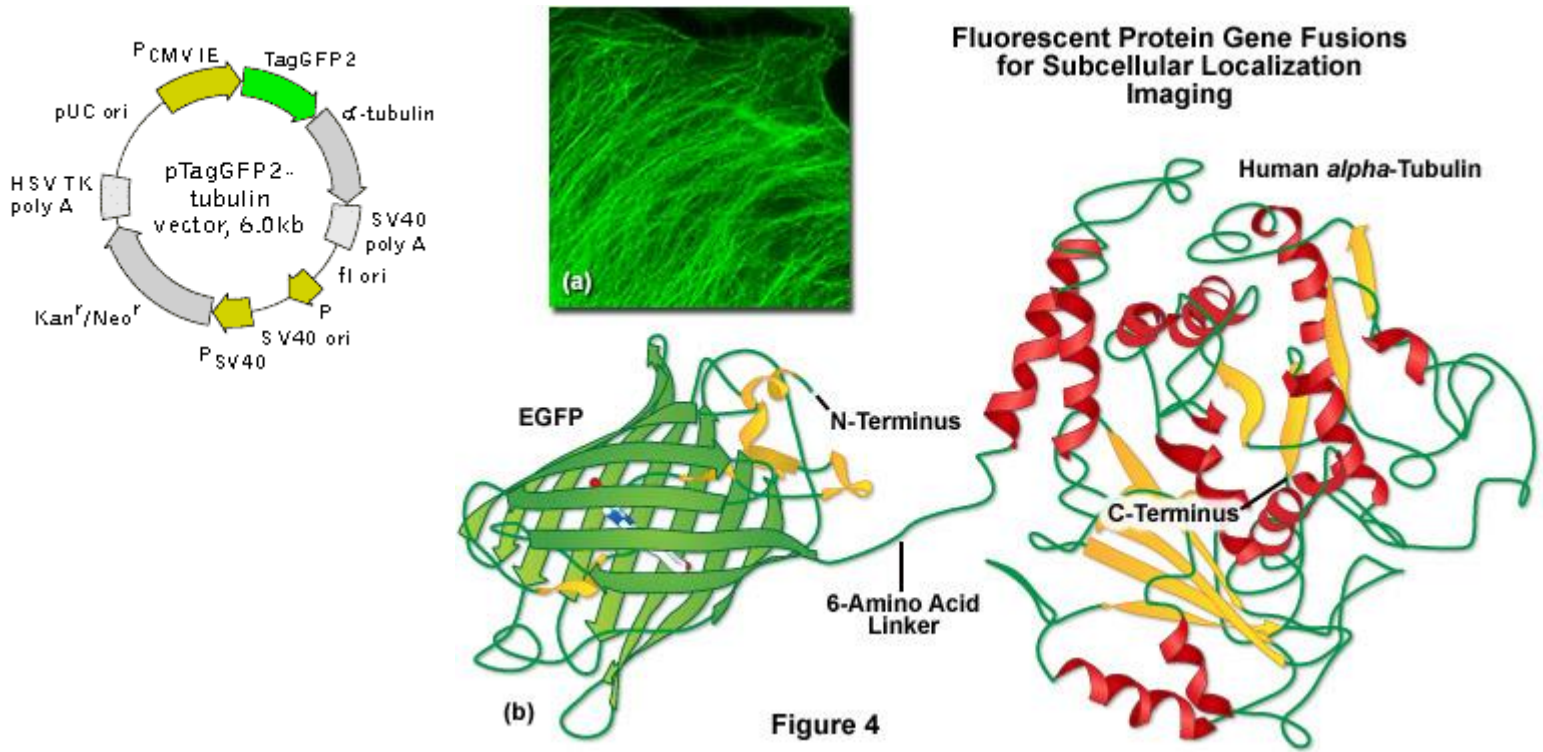 P CMV IE
TagGFP2
pUC ori
α-tubulin
HSV TK
poly A
pTagGFP2-
tubulin
vector, 6.0kb
SV40
poly A
f1 ori
P
SV40 ori
P SV40
Kanʳ/Neoʳ
(a)
Fluorescent Protein Gene Fusions
for Subcellular Localization
Imaging
Human alpha-Tubulin
EGFP
N-Terminus
C-Terminus
6-Amino Acid
Linker
(b)
Figure 4